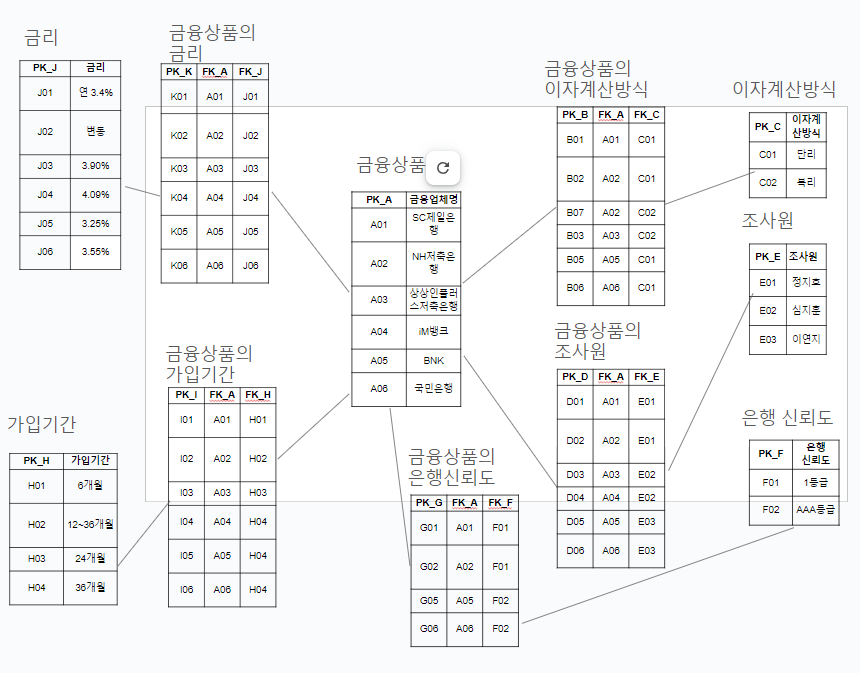 금리
PK_J 금리
J01 연 3.4%
J02 변동
J03 3.90%
J04 4.09%
J05 3.25%
J06 3.55%
금융상품의
금리
PK_K FK_A FK_J
K01 A01 J01
K02 A02 J02
K03 A03 J03
K04 A04 J04
K05 A05 J05
K06 A06 J06
금융상품
PK_A 금융업체명
A01 SC제일은
행
A02 NH저축은
행
A03 상상인플러
스저축은행
A04 iM뱅크
A05 BNK
A06 국민은행
금융상품의
이자계산방식
PK_B FK_A FK_C
B01 A01 C01
B02 A02 C01
B07 A02 C02
B03 A03 C02
B05 A05 C01
B06 A06 C01
이자계산방식
PK_C 이자계
산방식
C01 단리
C02 복리
조사원
PK_E 조사원
E01 정지호
E02 심지훈
E03 이연지
금융상품의
가입기간
PK_I FK_A FK_H
I01 A01 H01
I02 A02 H02
I03 A03 H03
I04 A04 H04
I05 A05 H04
I06 A06 H04
가입기간
PK_H 가입기간
H01 6개월
H02 12~36개월
H03 24개월
H04 36개월
금융상품의
은행신뢰도
PK_G FK_A FK_F
G01 A01 F01
G02 A02 F01
G05 A05 F02
G06 A06 F02
금융상품의
조사원
PK_D FK_A FK_E
D01 A01 E01
D02 A02 E01
D03 A03 E02
D04 A04 E02
D05 A05 E03
D06 A06 E03
은행 신뢰도
PK_F 은행
신뢰도
F01 1등급
F02 AAA등급